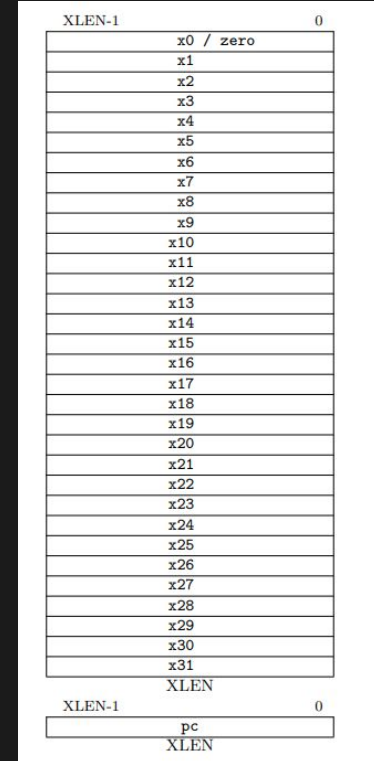 XLEN-1 0
x0 / zero
x1
x2
x3
x4
x5
x6
x7
x8
x9
x10
x11
x12
x13
x14
x15
x16
x17
x18
x19
x20
x21
x22
x23
x24
x25
x26
x27
x28
x29
x30
x31
XLEN
XLEN-1 0
pc
XLEN